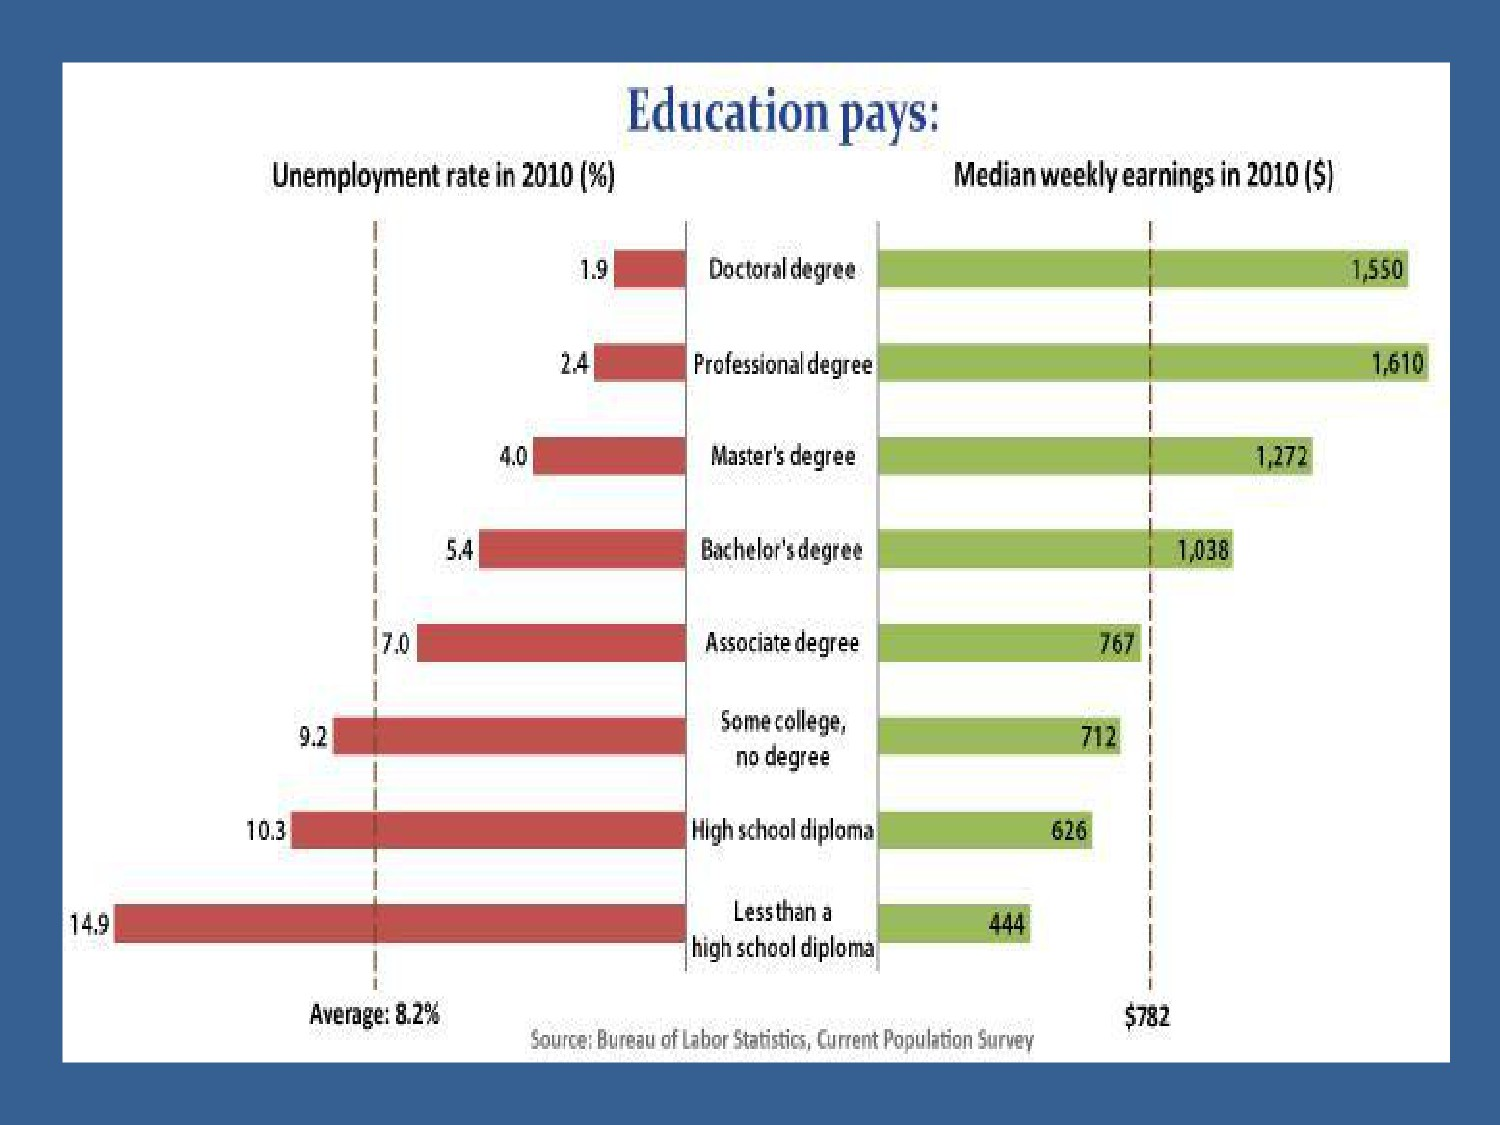 Education pays:
Unemployment rate in 2010 (%)
Median weekly earnings in 2010 ($)
1.9 Doctoral degree 1,550
2.4 Professional degree 1,610
4.0 Master's degree 1,272
5.4 Bachelor's degree 1,038
7.0 Associate degree 767
9.2 Some college, 712
no degree
10.3 High school diploma 626
14.9 Less than a 444
high school diploma
Average: 8.2%
$782
Source: Bureau of Labor Statistics, Current Population Survey